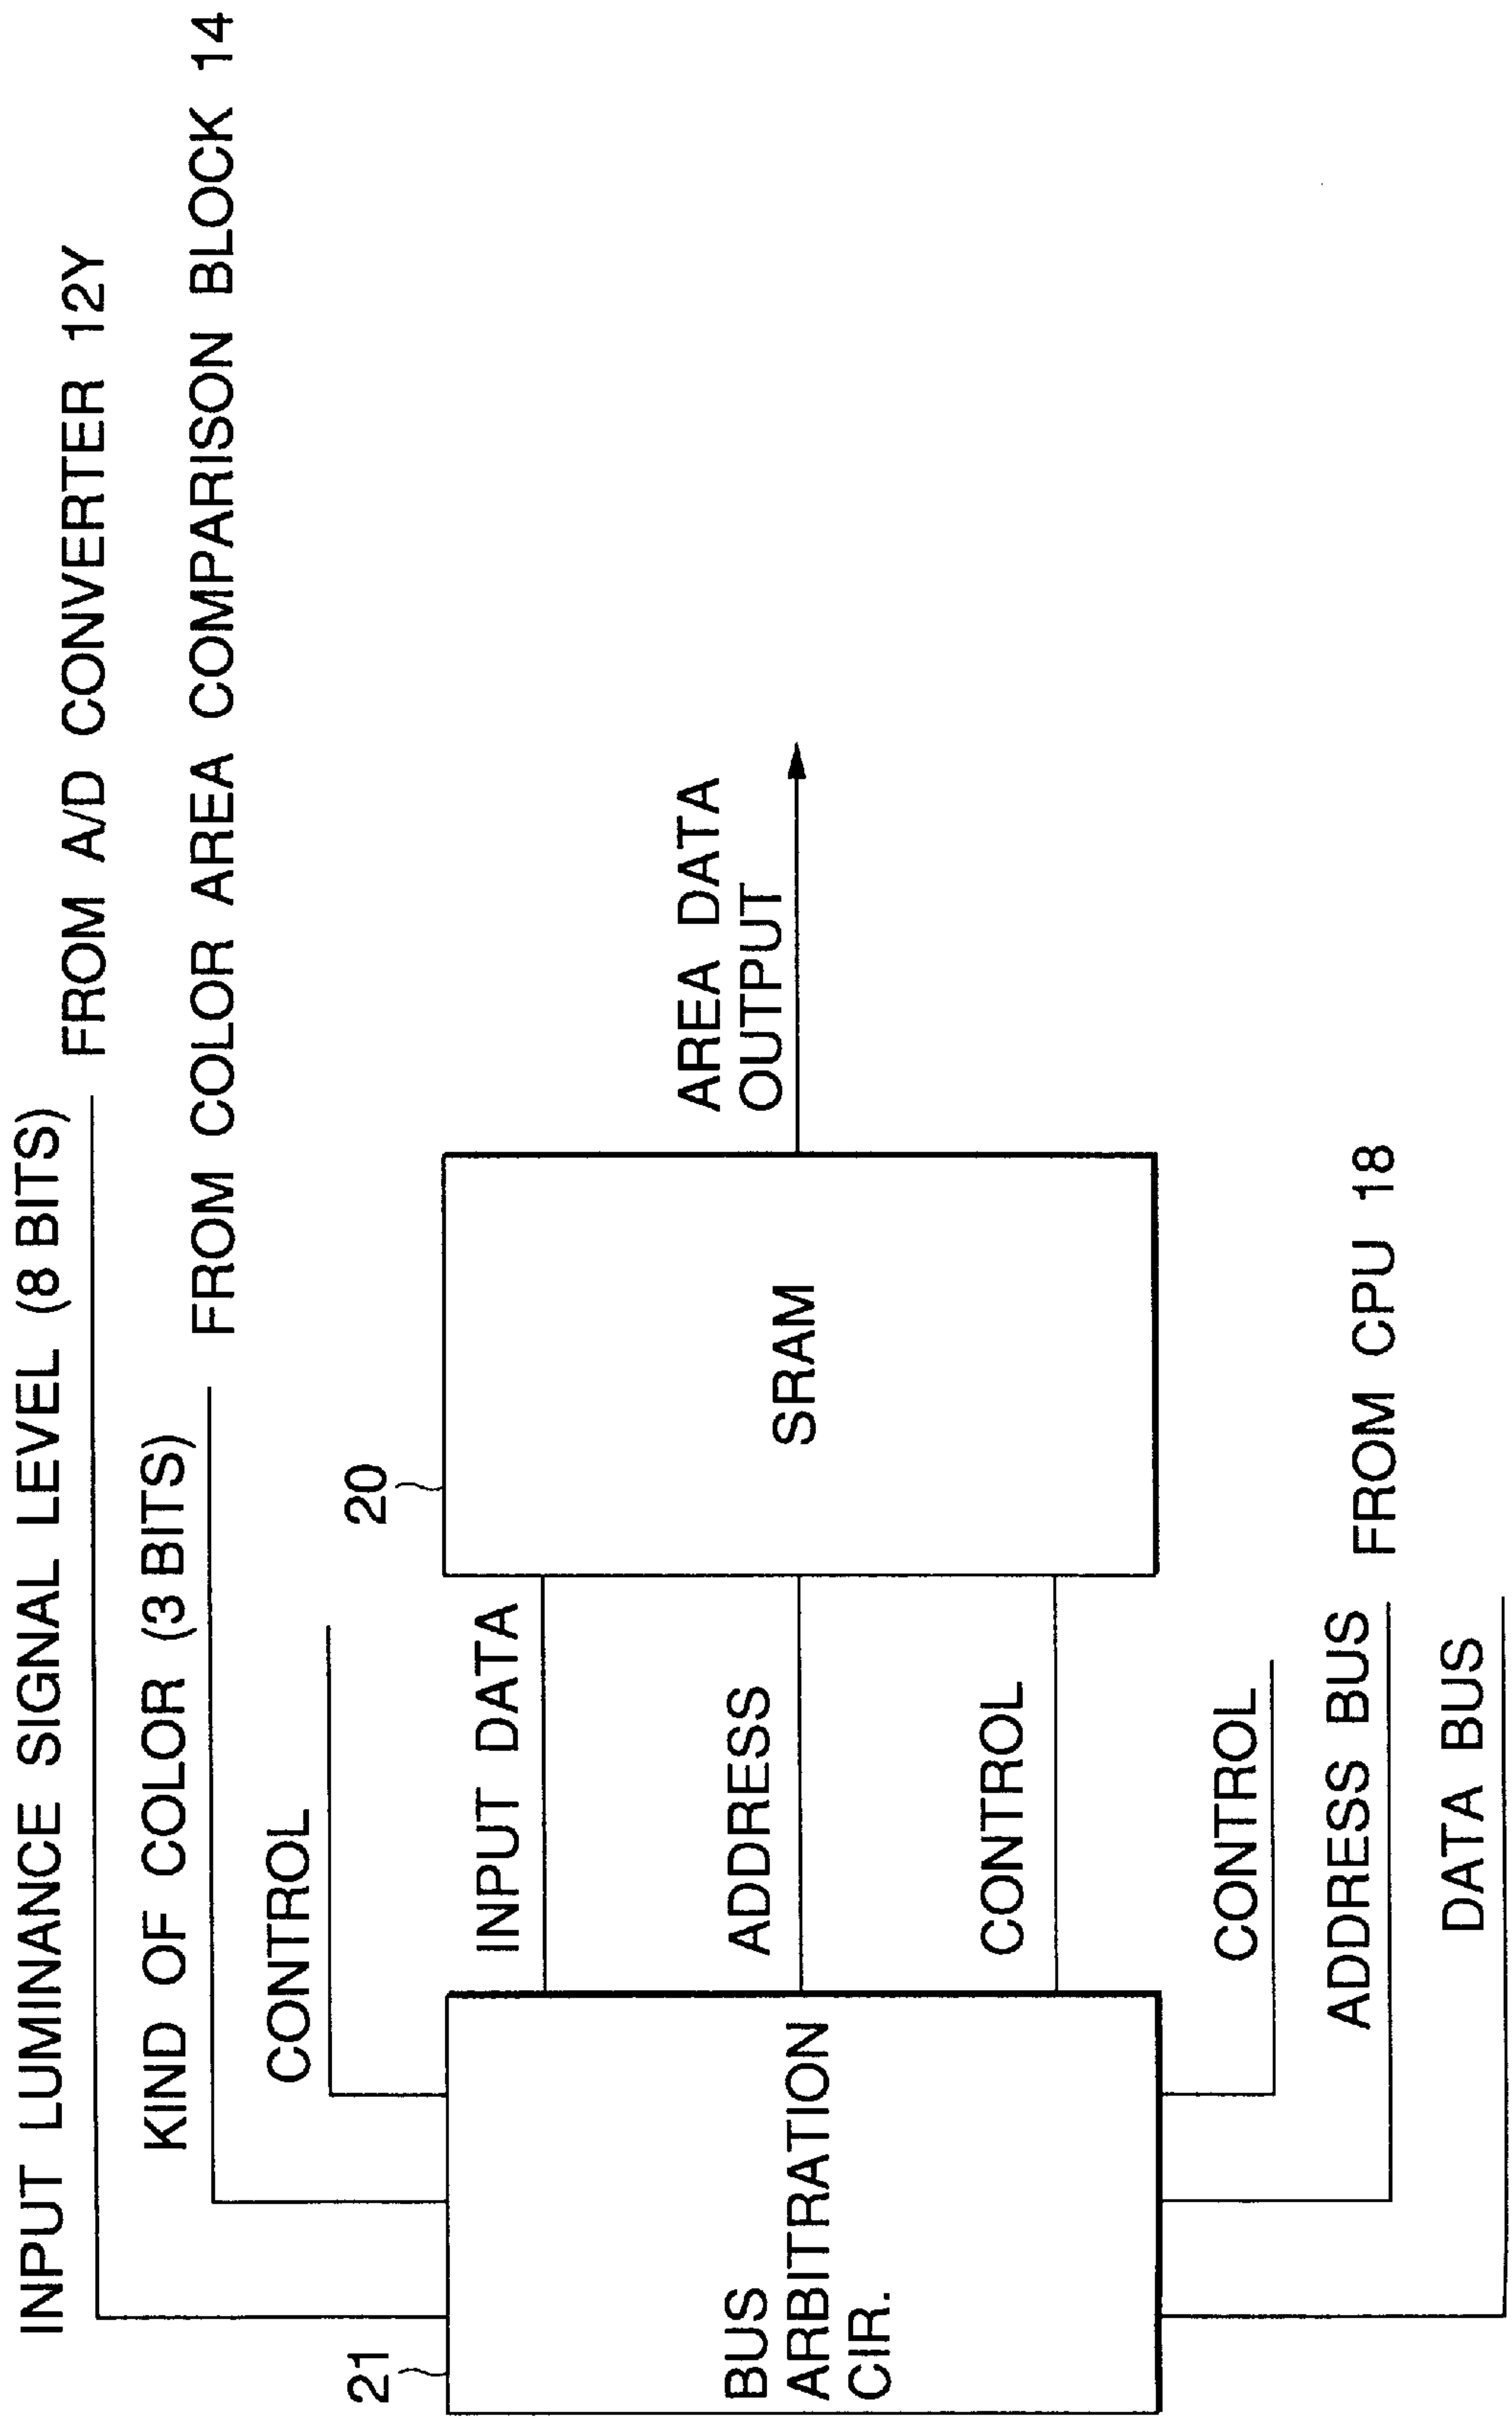 INPUT LUMINANCE SIGNAL LEVEL (8 BITS)
FROM A/D CONVERTER 12Y
KIND OF COLOR (3 BITS)
FROM COLOR AREA COMPARISON BLOCK 14
CONTROL
21
20
BUS
ARBITRATION
CIR.
INPUT DATA
ADDRESS
CONTROL
SRAM
AREA DATA
OUTPUT
CONTROL
ADDRESS BUS
FROM CPU 18
DATA BUS